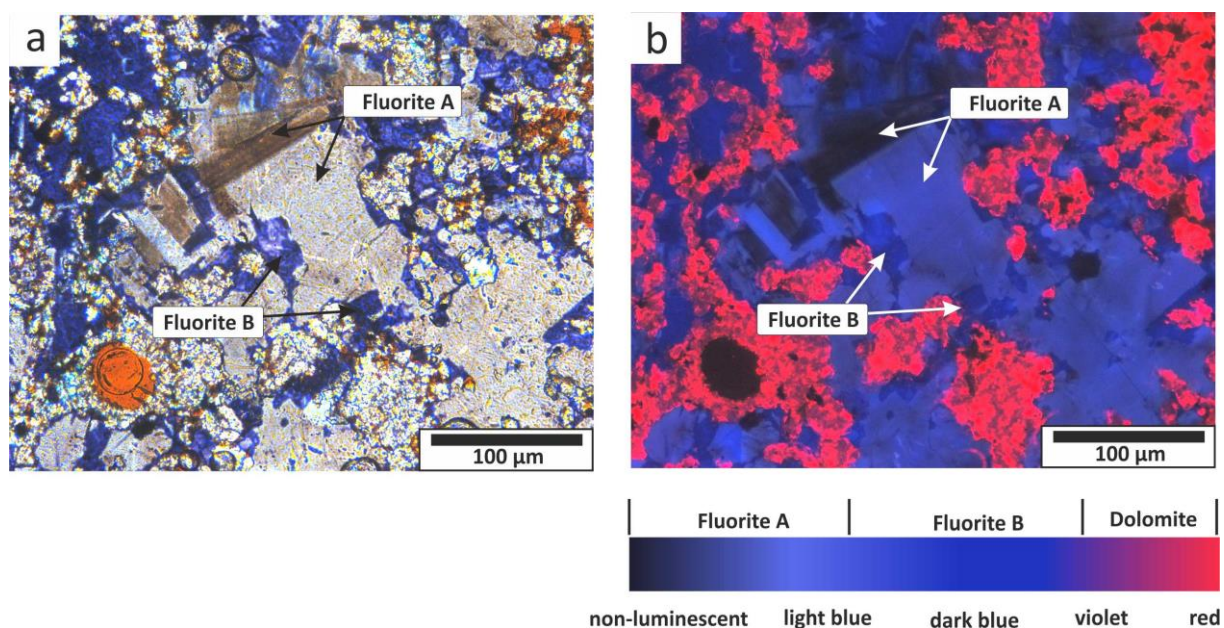 a
Fluorite A
Fluorite B
100 µm
b
Fluorite A
Fluorite B
100 µm
Fluorite A
Fluorite B
Dolomite
non-luminescent
light blue
dark blue
violet
red